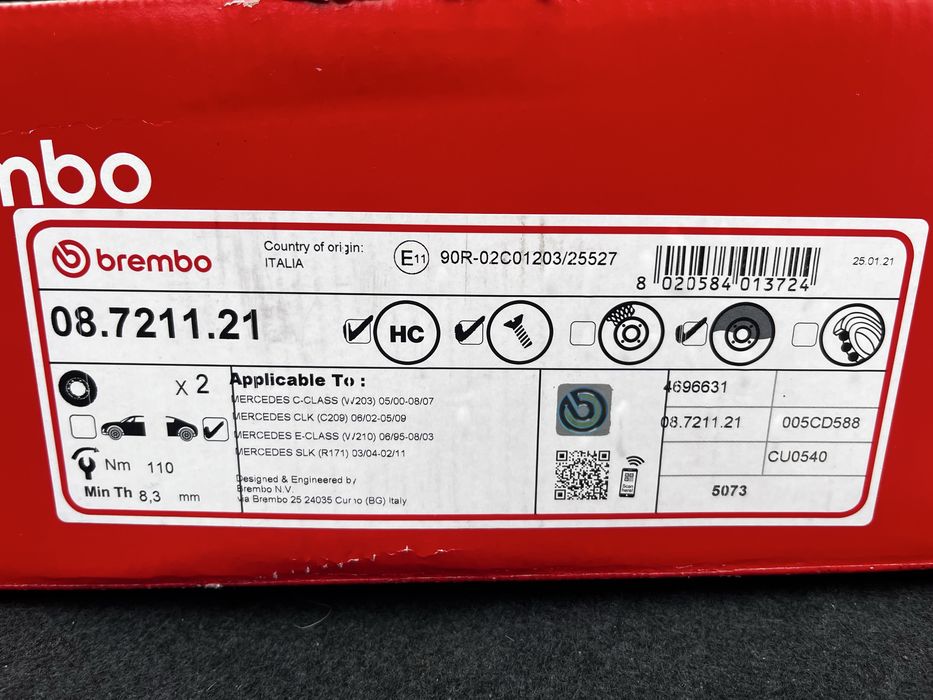 mbo
brembo
Country of origin:
ITALIA
E11 90R-02C01203/25527
8 020584 013724
25.01.21
08.7211.21
HC
x 2
Nm 110
Min Th 8,3 mm
Applicable To :
MERCEDES C-CLASS (W203) 05/00-08/07
MERCEDES CLK (C209) 06/02-05/09
MERCEDES E-CLASS (W210) 06/95-08/03
MERCEDES SLK (R171) 03/04-02/11
Designed & Engineered by
Brembo N.V.
via Brembo 25 24035 Curno (BG) Italy
4696631
08.7211.21 005CD588
CU0540
5073